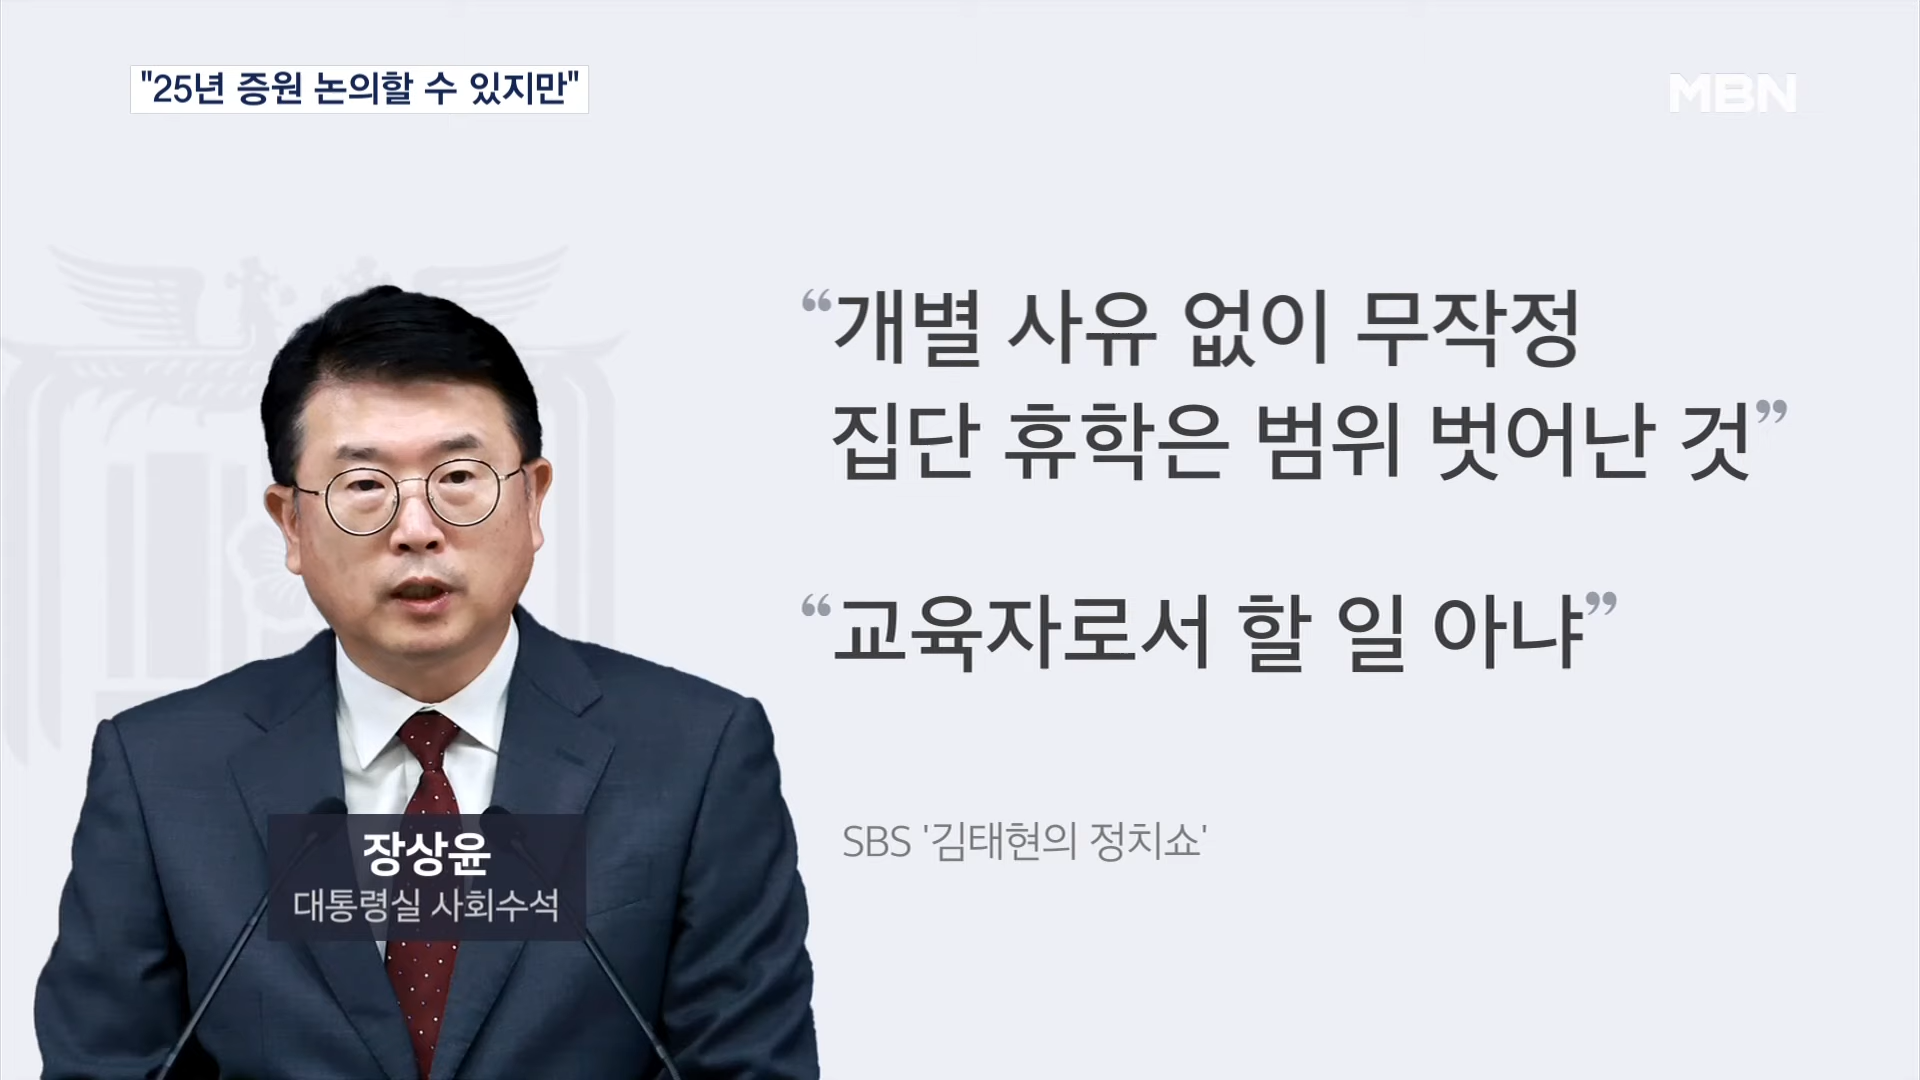 "25년 증원 논의할 수 있지만"
MBN
“개별 사유 없이 무작정
집단 휴학은 범위 벗어난 것”
“교육자로서 할 일 아냐”
SBS '김태현의 정치쇼'
장상윤
대통령실 사회수석